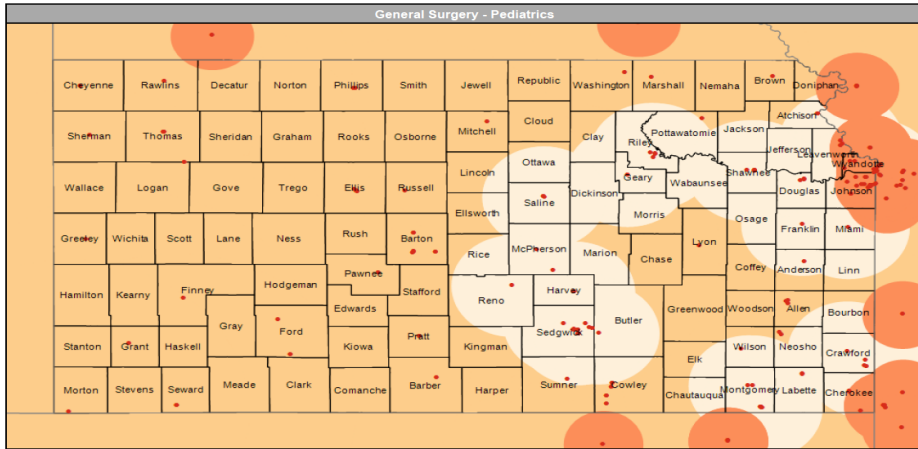 General Surgery - Pediatrics
Cheyenne Rawlins Decatur Norton Phillips Smith Jewell Republic Washington Marshall Nemaha Brown Doniphan
Atchison
Sherman Thomas Sheridan Graham Rooks Osborne Mitchell Cloud Clay Riley Pottawatomie Jackson Jefferson Leavenworth
Wyandotte
Wallace Logan Gove Trego Ellis Russell Lincoln Ottawa Dickinson Geary Wabaunsee Shawnee Douglas Johnson
Saline
Ellsworth Morris Osage Franklin Miami
Greeley Wichita Scott Lane Ness Rush Barton Rice McPherson Marion Chase Lyon
Coffey Anderson Linn
Hamilton Kearny Finney Hodgeman Pawnee Stafford Reno Harvey
Edwards Greenwood Woodson Allen Bourbon
Gray Ford Butler
Stanton Grant Haskell Kiowa Pratt Kingman Sedgwick Elk Wilson Neosho Crawford
Morton Stevens Seward Meade Clark Comanche Barber Harper Sumner Cowley Chautauqua Montgomery Labette Cherokee